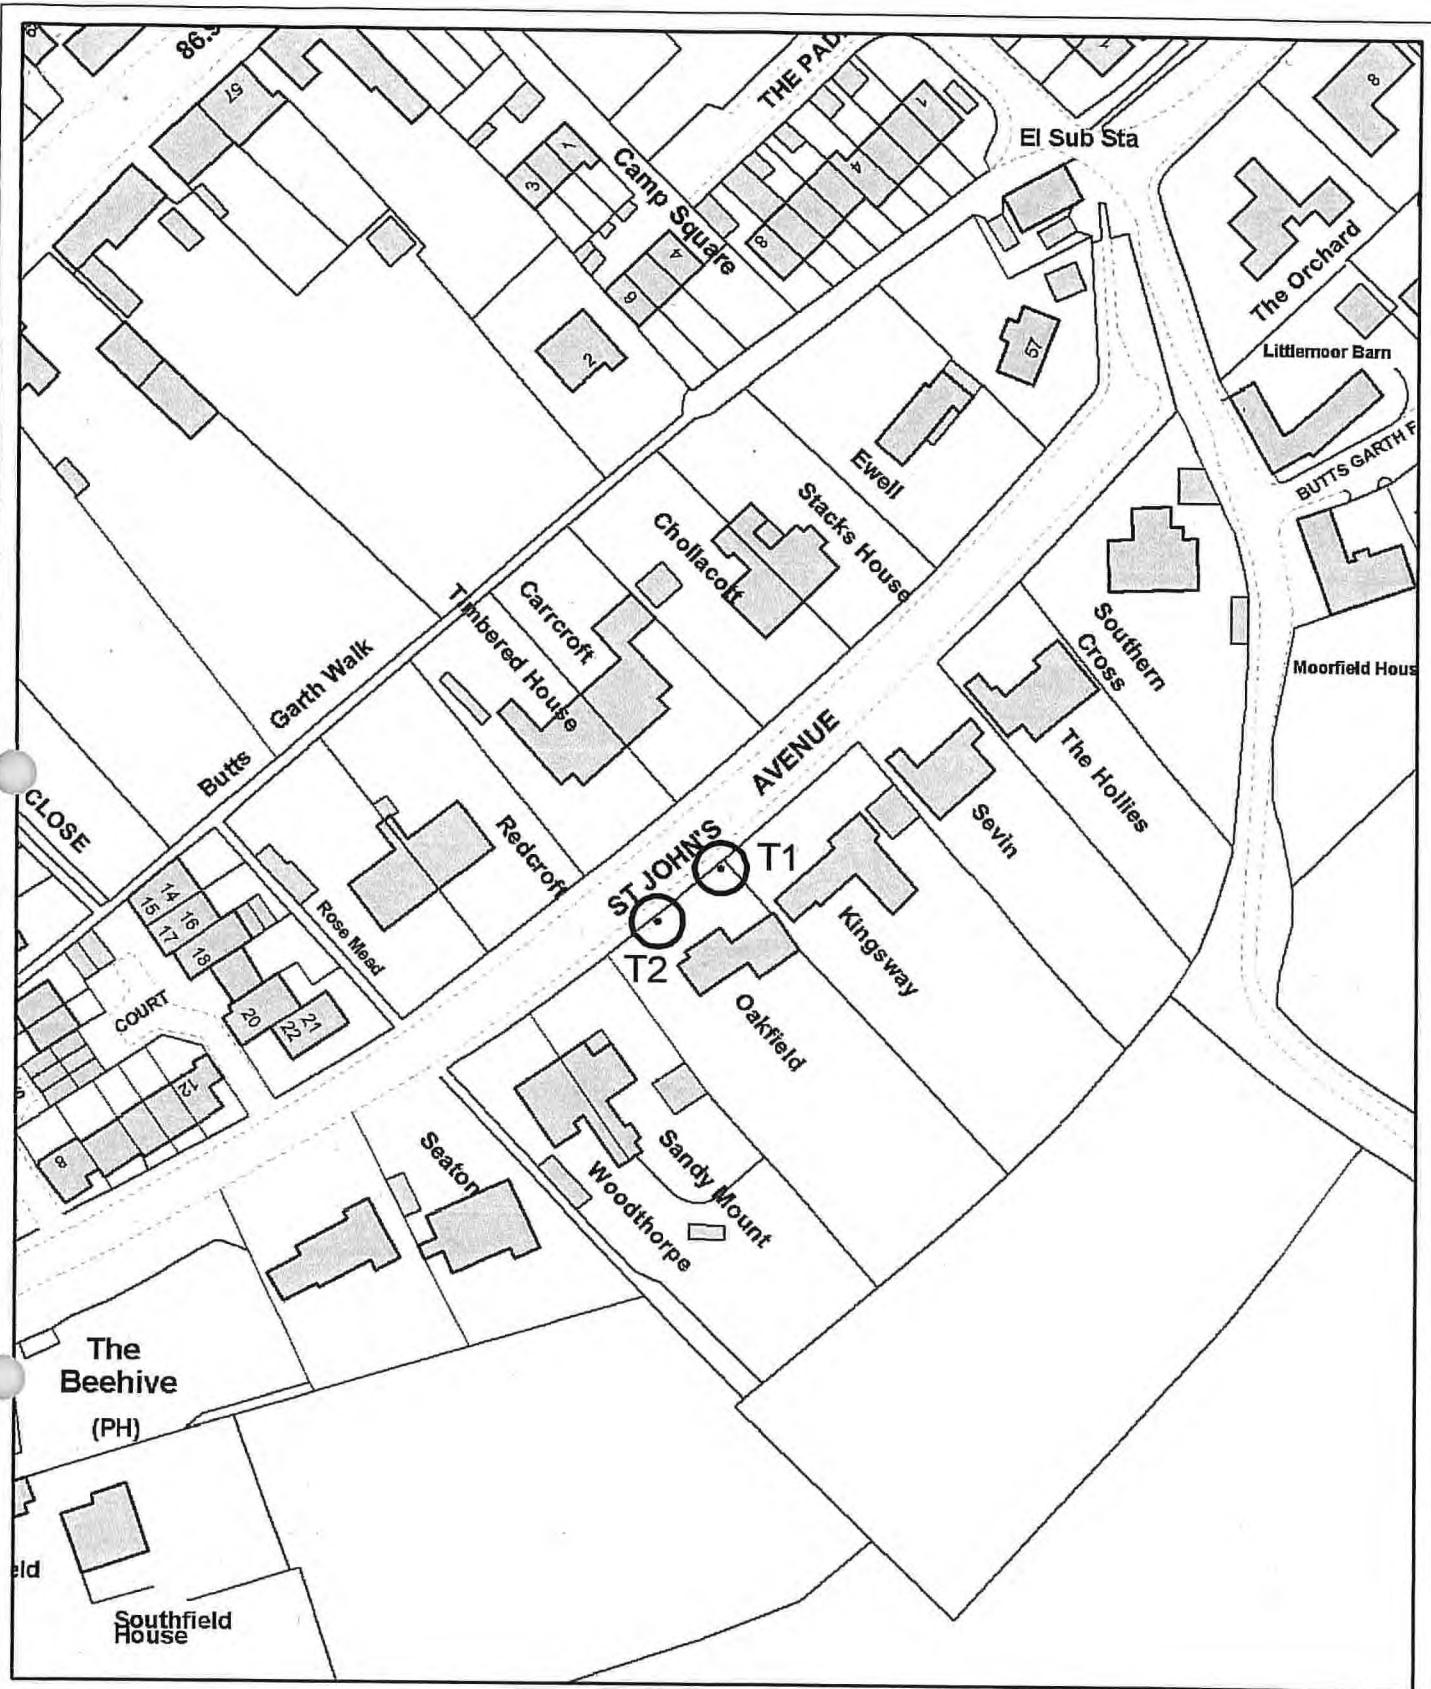 57
THE PAD
El Sub Sta
8
1
3
Camp Square
1
4
8
4
6
2
The Orchard
Littlemoor Barn
57
BUTTS GARTH F
Ewell
Stacks House
Chollacott
Carrcroft
Timbered House
Southern
Cross
Moorfield Hous
The Hollies
Butts Garth Walk
CLOSE
ST JOHN'S AVENUE
Sevin
Redcroft
T1
T2
Kingsway
Oakfield
Rose Mead
14
15
16
17
18
20
21
22
COURT
12
8
Seaton
Sandy Mount
Woodthorpe
The
Beehive
(PH)
eld
Southfield
House